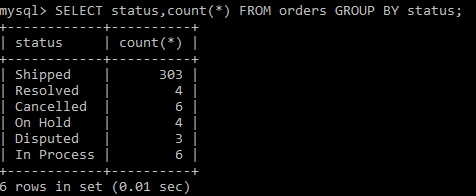 mysql> SELECT status,count(*) FROM orders GROUP BY status;
+------------+----------+
| status     | count(*) |
+------------+----------+
| Shipped    |      303 |
| Resolved   |        4 |
| Cancelled  |        6 |
| On Hold    |        4 |
| Disputed   |        3 |
| In Process |        6 |
+------------+----------+
6 rows in set (0.01 sec)